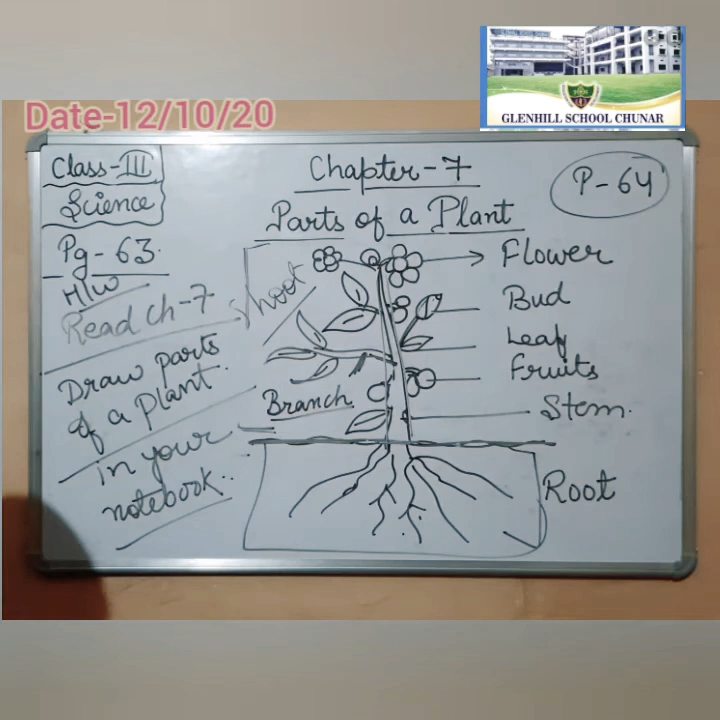 GLENHILL SCHOOL CHUNAR
Date-12/10/20
Class-III
Science
Pg-63.
H/W
Read Ch-7
Draw parts
of a plant.
in your
notebook..
Chapter-7
Parts of a Plant
P-64
Shoot
Flower
Bud
Leaf
Fruits
Branch
Stem.
Root